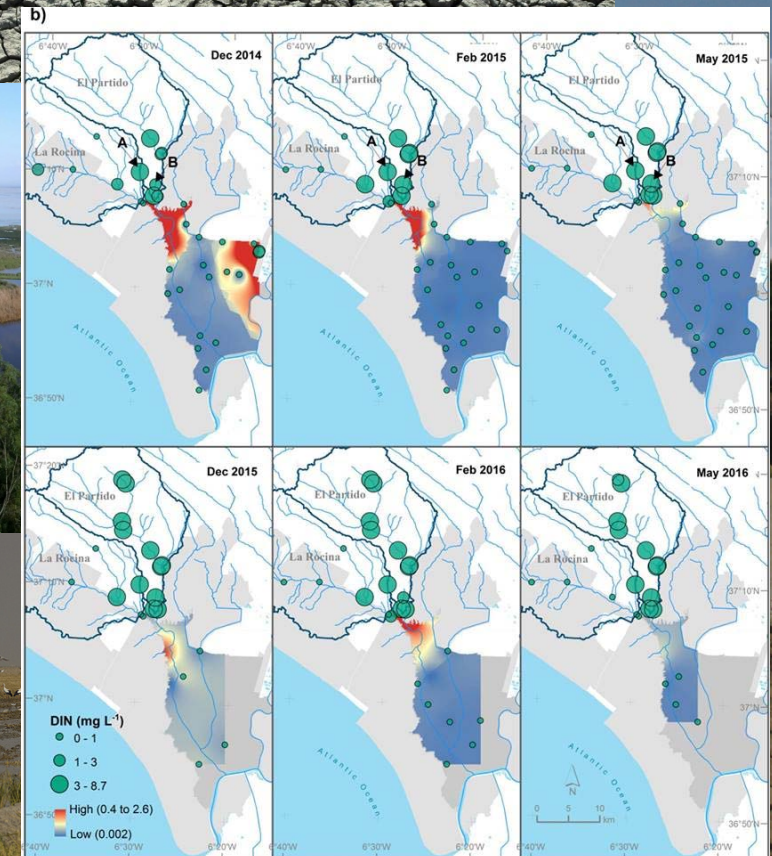 b)
6°40'W
6°30'W
Dec 2014
El Partido
A
B
La Rocina
37°N
Atlantic Ocean
36°50'N
Feb 2015
El Partido
A
B
La Rocina
Atlantic Ocean
6°40'W
May 2015
El Partido
La Rocina
37°10'N
Atlantic Ocean
36°50'N
37°20'
Dec 2015
El Partido
La Rocina
37°N
DIN (mg L-1)
0 - 1
1 - 3
3 - 8.7
High (0.4 to 2.6)
Low (0.002)
6°30'W
6°20'W
Feb 2016
El Partido
La Rocina
Atlantic Ocean
6°40'W
6°30'W
6°20'W
May 2016
El Partido
La Rocina
37°10'N
37°N
Atlantic Ocean
N
0 5 10
km
36°50'N
6°40'W
6°30'W
6°20'W